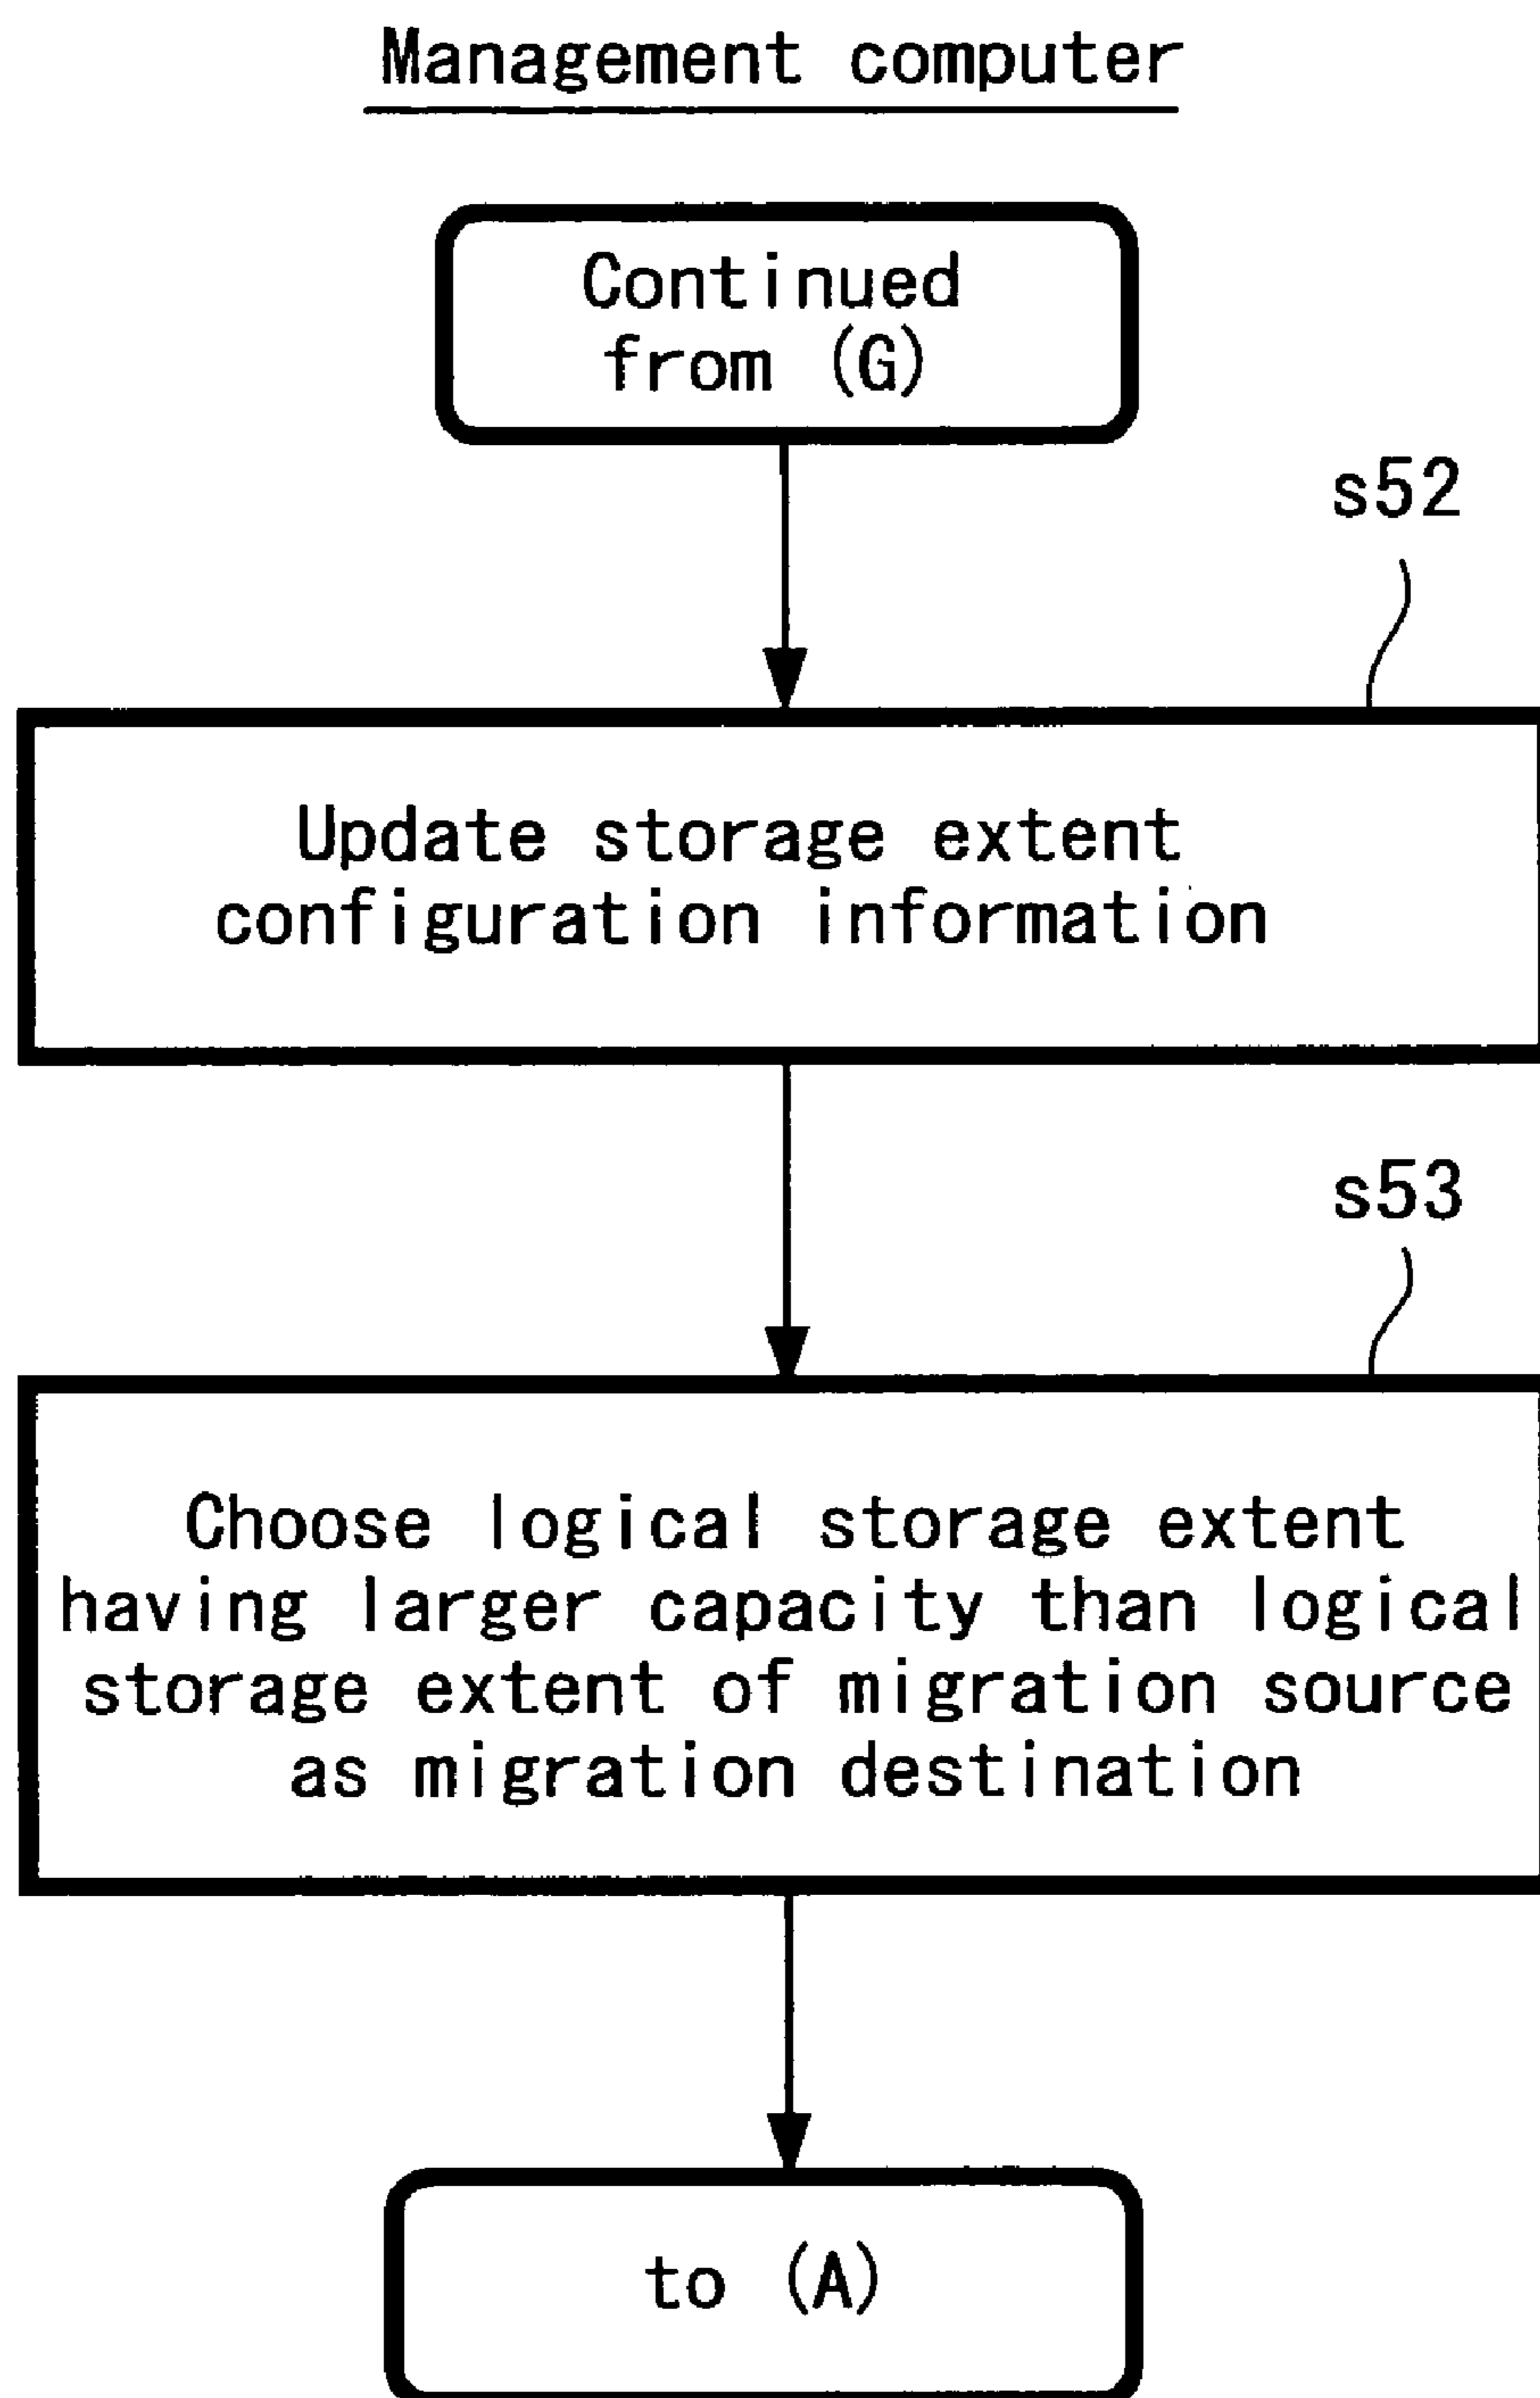 Management computer
Continued
from (G)
s52
Update storage extent
configuration information
s53
Choose logical storage extent
having larger capacity than logical
storage extent of migration source
as migration destination
to (A)